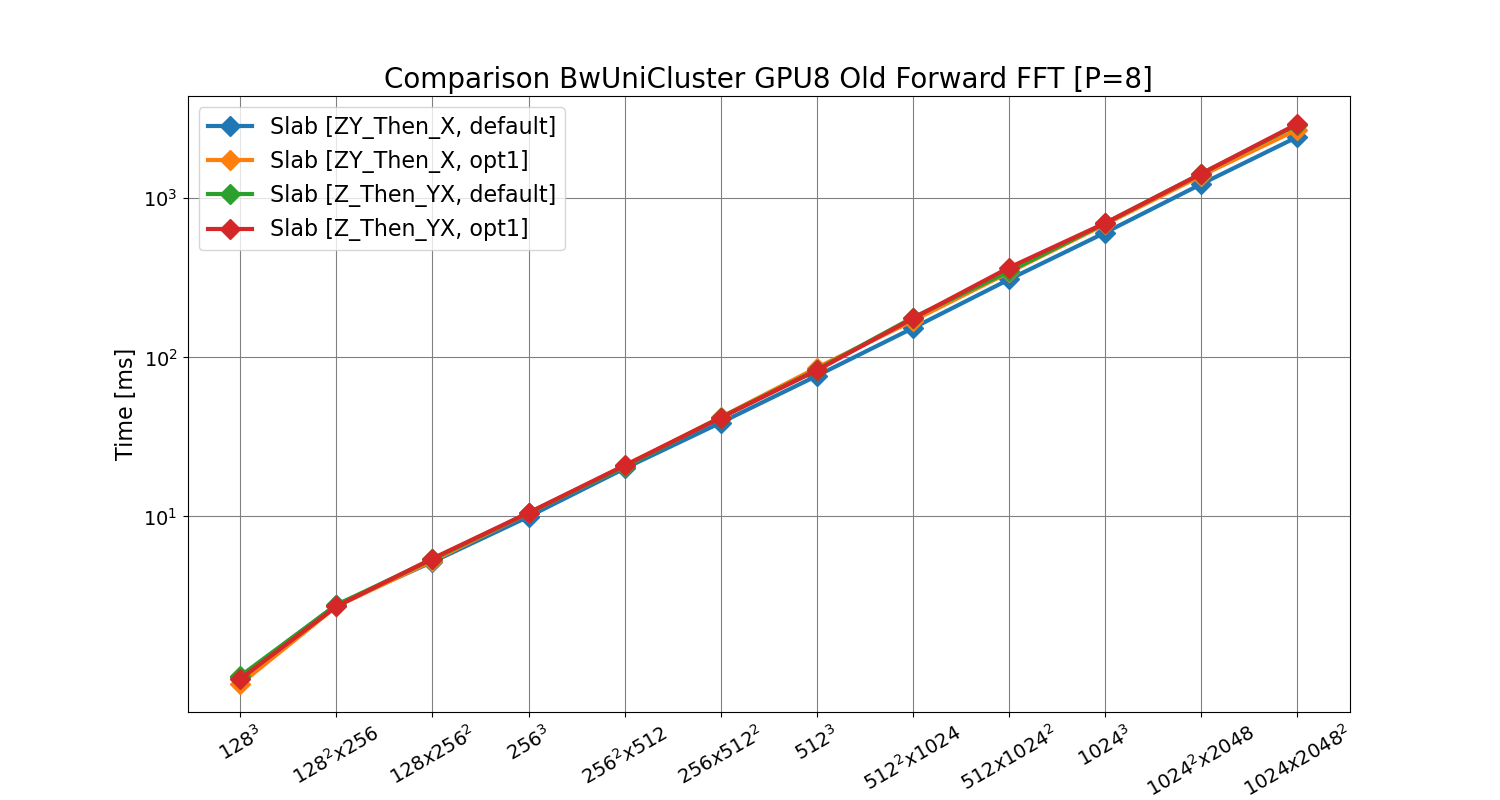 Comparison BwUniCluster GPU8 Old Forward FFT [P=8]
Slab [ZY_Then_X, default]
Slab [ZY_Then_X, opt1]
Slab [Z_Then_YX, default]
Slab [Z_Then_YX, opt1]
Time [ms]
10³
10²
10¹
128³
128²x256
128x256²
256³
256²x512
256x512²
512³
512²x1024
512x1024²
1024³
1024²x2048
1024x2048²